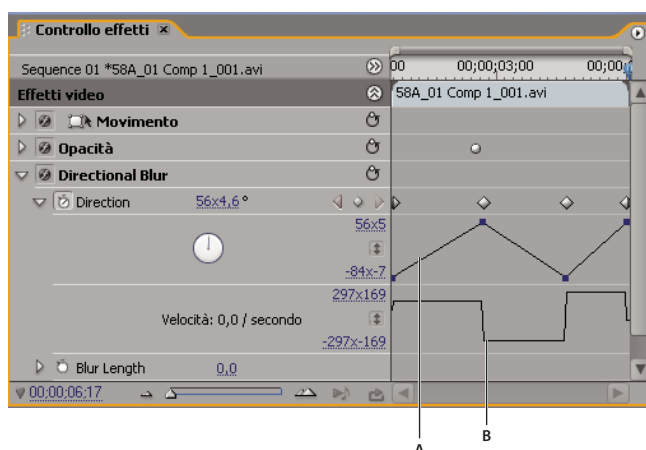 Controllo effetti
Sequence 01 *58A_01 Comp 1_001.avi
00 00;00;03;00 00;00;
Effetti video
58A_01 Comp 1_001.avi
Movimento
Opacità
Directional Blur
Direction 56x4,6°
56x5
-84x-7
297x169
Velocità: 0,0 / secondo
-297x-169
Blur Length 0,0
00;00;06;17
A
B